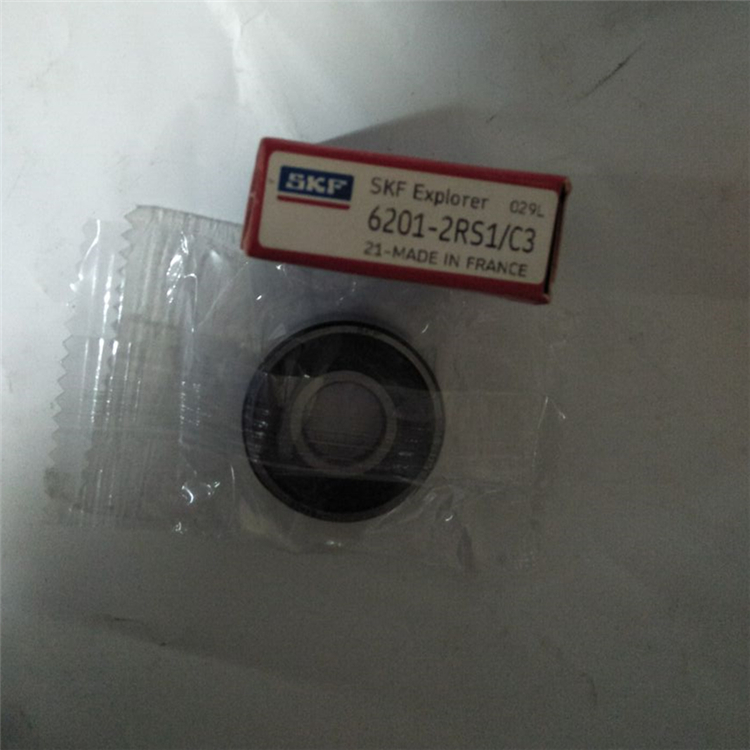 SKF
SKF Explorer 029L
6201-2RS1/C3
21-MADE IN FRANCE